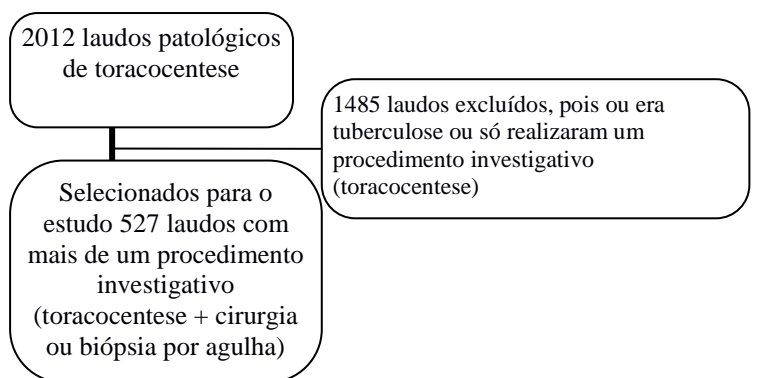 2012 laudos patológicos
de toracocentese
1485 laudos excluídos, pois ou era
tuberculose ou só realizaram um
procedimento investigativo
(toracocentese)
Selecionados para o
estudo 527 laudos com
mais de um procedimento
investigativo
(toracocentese + cirurgia
ou biópsia por agulha)